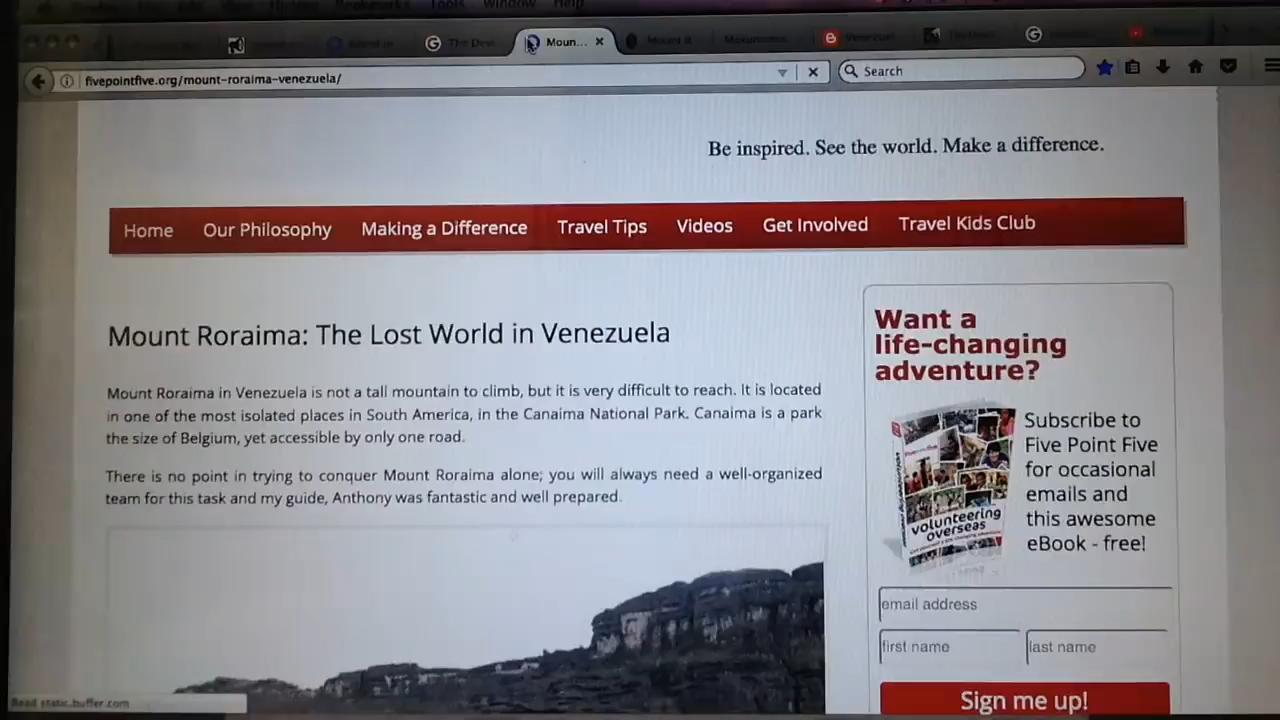 Bookmarks Tools Window Help
The Dev
Moun...
Mount R
Venezuel
fivepointfive.org/mount-roraima-venezuela/
Search
Be inspired. See the world. Make a difference.
Home Our Philosophy Making a Difference Travel Tips Videos Get Involved Travel Kids Club
Mount Roraima: The Lost World in Venezuela
Mount Roraima in Venezuela is not a tall mountain to climb, but it is very difficult to reach. It is located
in one of the most isolated places in South America, in the Canaima National Park. Canaima is a park
the size of Belgium, yet accessible by only one road.
There is no point in trying to conquer Mount Roraima alone; you will always need a well-organized
team for this task and my guide, Anthony was fantastic and well prepared.
Want a
life-changing
adventure?
volunteering
overseas
Subscribe to
Five Point Five
for occasional
emails and
this awesome
eBook - free!
email address
first name last name
Sign me up!
Read static.buffer.com